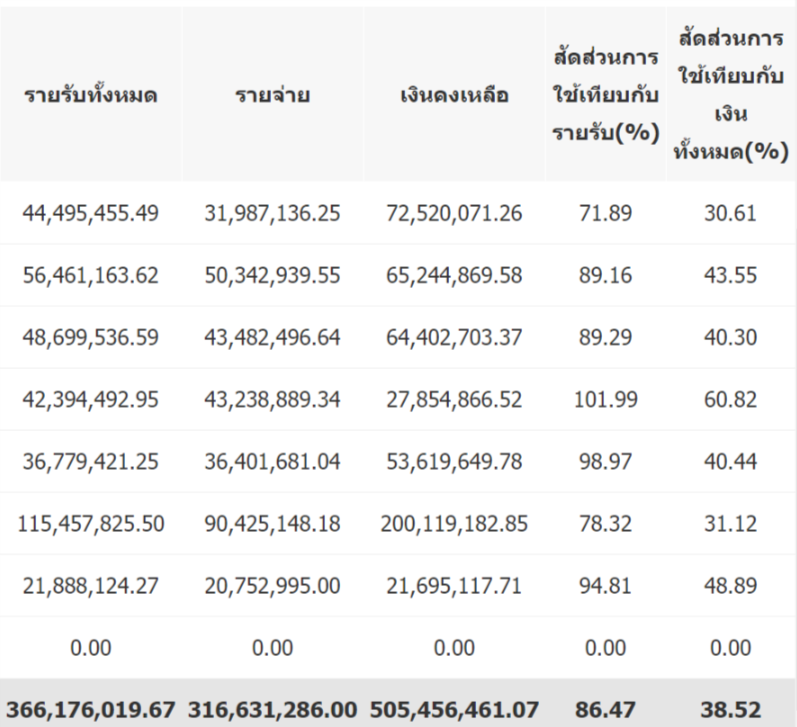 รายรับทั้งหมด รายจ่าย เงินคงเหลือ สัดส่วนการใช้เทียบกับรายรับ(%) สัดส่วนการใช้เทียบกับเงินทั้งหมด(%)
44,495,455.49 31,987,136.25 72,520,071.26 71.89 30.61
56,461,163.62 50,342,939.55 65,244,869.58 89.16 43.55
48,699,536.59 43,482,496.64 64,402,703.37 89.29 40.30
42,394,492.95 43,238,889.34 27,854,866.52 101.99 60.82
36,779,421.25 36,401,681.04 53,619,649.78 98.97 40.44
115,457,825.50 90,425,148.18 200,119,182.85 78.32 31.12
21,888,124.27 20,752,995.00 21,695,117.71 94.81 48.89
0.00 0.00 0.00 0.00 0.00
366,176,019.67 316,631,286.00 505,456,461.07 86.47 38.52